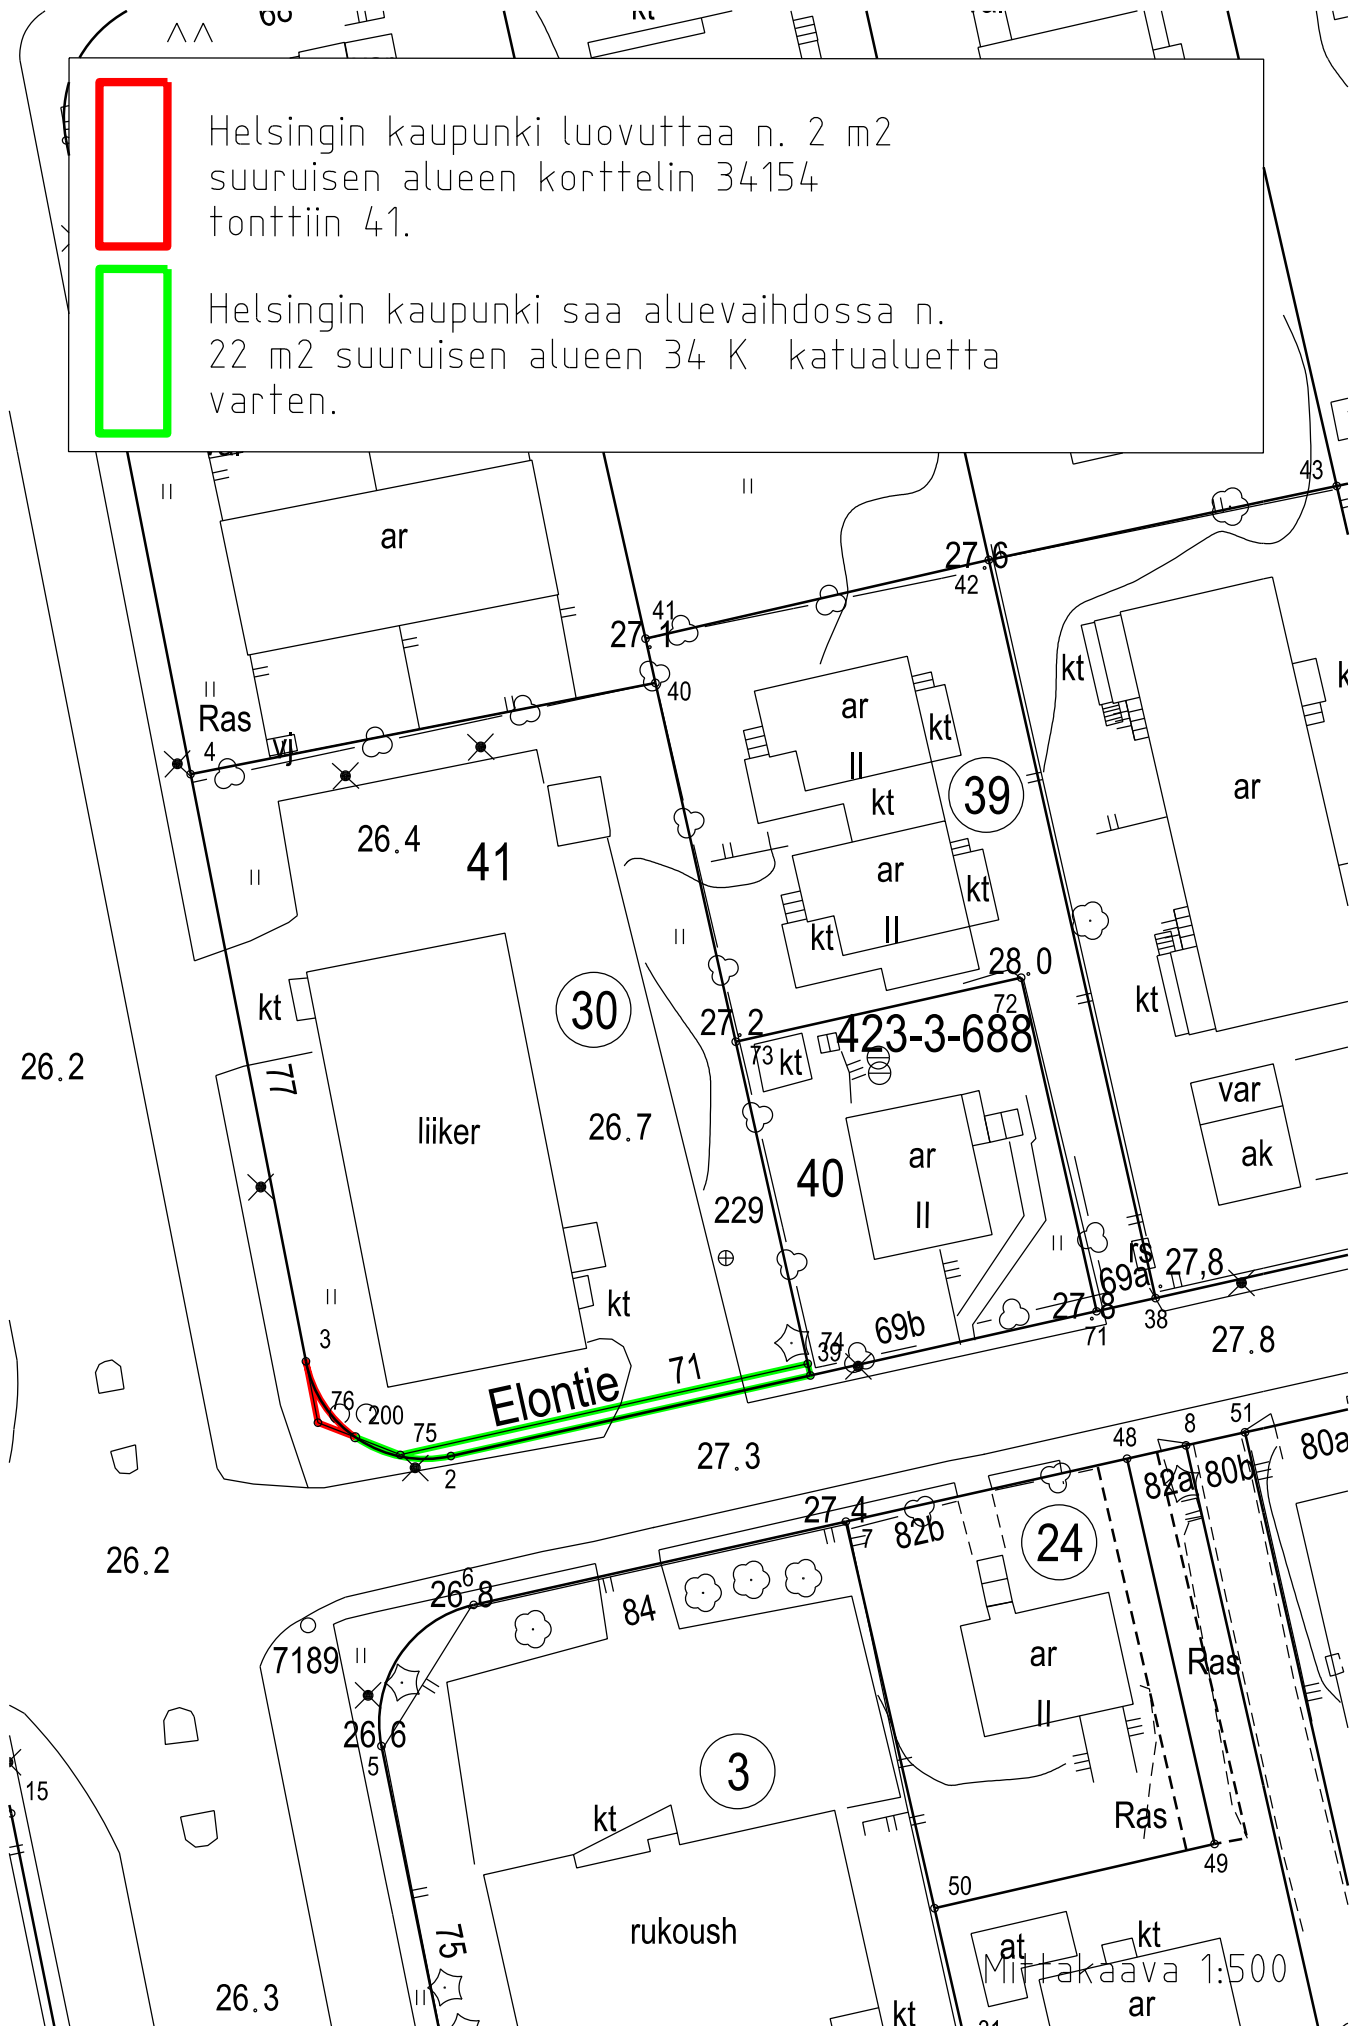 Helsingin kaupunki luovuttaa n. 2 m2
suuruisen alueen korttelin 34154
tonttiin 41.
Helsingin kaupunki saa aluevaihdossa n.
22 m2 suuruisen alueen 34 K katualuetta
varten.
43
ar
27.6
42
41
27.1
40
kt
Ras
4
vj
ar
kt
II
39
kt
ar
26.4
41
ar
kt
II
kt
28.0
72
27.2
423-3-688
73
kt
kt
30
kt
26.2
77
var
liiker
26.7
ar
ak
40
229
II
rs
27,8
69a
kt
27.8
38
71
27.8
3
74
39
69b
71
Elontie
76
200
75
2
27.3
48
8
51
80a
82a
80b
27.4
7
82b
24
26.2
6
26.8
84
7189
ar
Ras
II
26.6
5
3
15
kt
Ras
49
50
rukoush
75
at
kt
Mittakaava 1:500
26.3
ar
kt